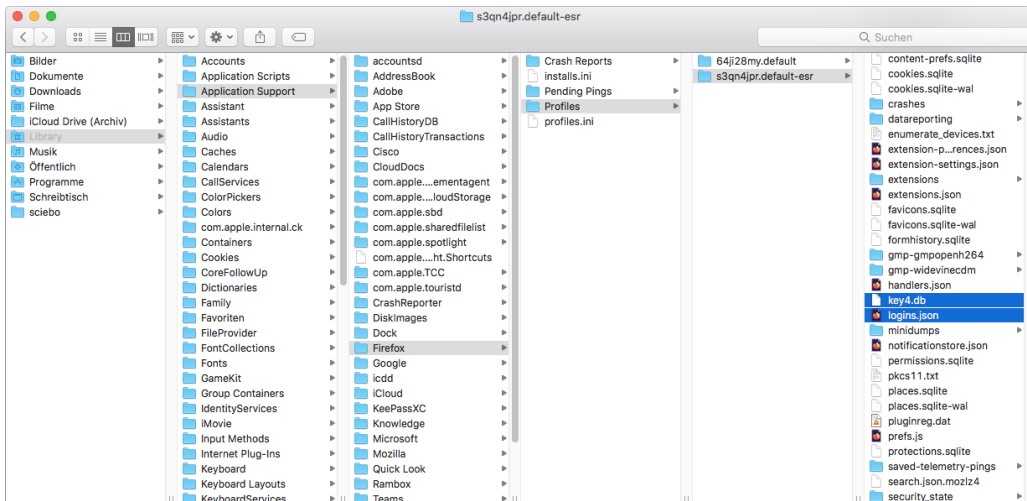 s3qn4jpr.default-esr
Suchen
Bilder
Dokumente
Downloads
Filme
iCloud Drive (Archiv)
Library
Musik
Öffentlich
Programme
Schreibtisch
sciebo
Accounts
Application Scripts
Application Support
Assistant
Assistants
Audio
Caches
Calendars
CallServices
ColorPickers
Colors
com.apple.internal.ck
Containers
Cookies
CoreFollowUp
Dictionaries
Family
Favoriten
FileProvider
FontCollections
Fonts
GameKit
Group Containers
IdentityServices
iMovie
Input Methods
Internet Plug-Ins
Keyboard
Keyboard Layouts
KeyboardServices
accountsd
AddressBook
Adobe
App Store
CallHistoryDB
CallHistoryTransactions
Cisco
CloudDocs
com.apple....ementagent
com.apple....loudStorage
com.apple.sbd
com.apple.sharedfilelist
com.apple.spotlight
com.apple....ht.Shortcuts
com.apple.TCC
com.apple.touristd
CrashReporter
DiskImages
Dock
Firefox
Google
icdd
iCloud
KeePassXC
Knowledge
Microsoft
Mozilla
Quick Look
Rambox
Teams
Crash Reports
installs.ini
Pending Pings
Profiles
profiles.ini
64ji28my.default
s3qn4jpr.default-esr
content-prefs.sqlite
cookies.sqlite
cookies.sqlite-wal
crashes
datareporting
enumerate_devices.txt
extension-p...rences.json
extension-settings.json
extensions
extensions.json
favicons.sqlite
favicons.sqlite-wal
formhistory.sqlite
gmp-gmpopenh264
gmp-widevinecdm
handlers.json
key4.db
logins.json
minidumps
notificationstore.json
permissions.sqlite
pkcs11.txt
places.sqlite
places.sqlite-wal
pluginreg.dat
prefs.js
protections.sqlite
saved-telemetry-pings
search.json.mozlz4
security_state